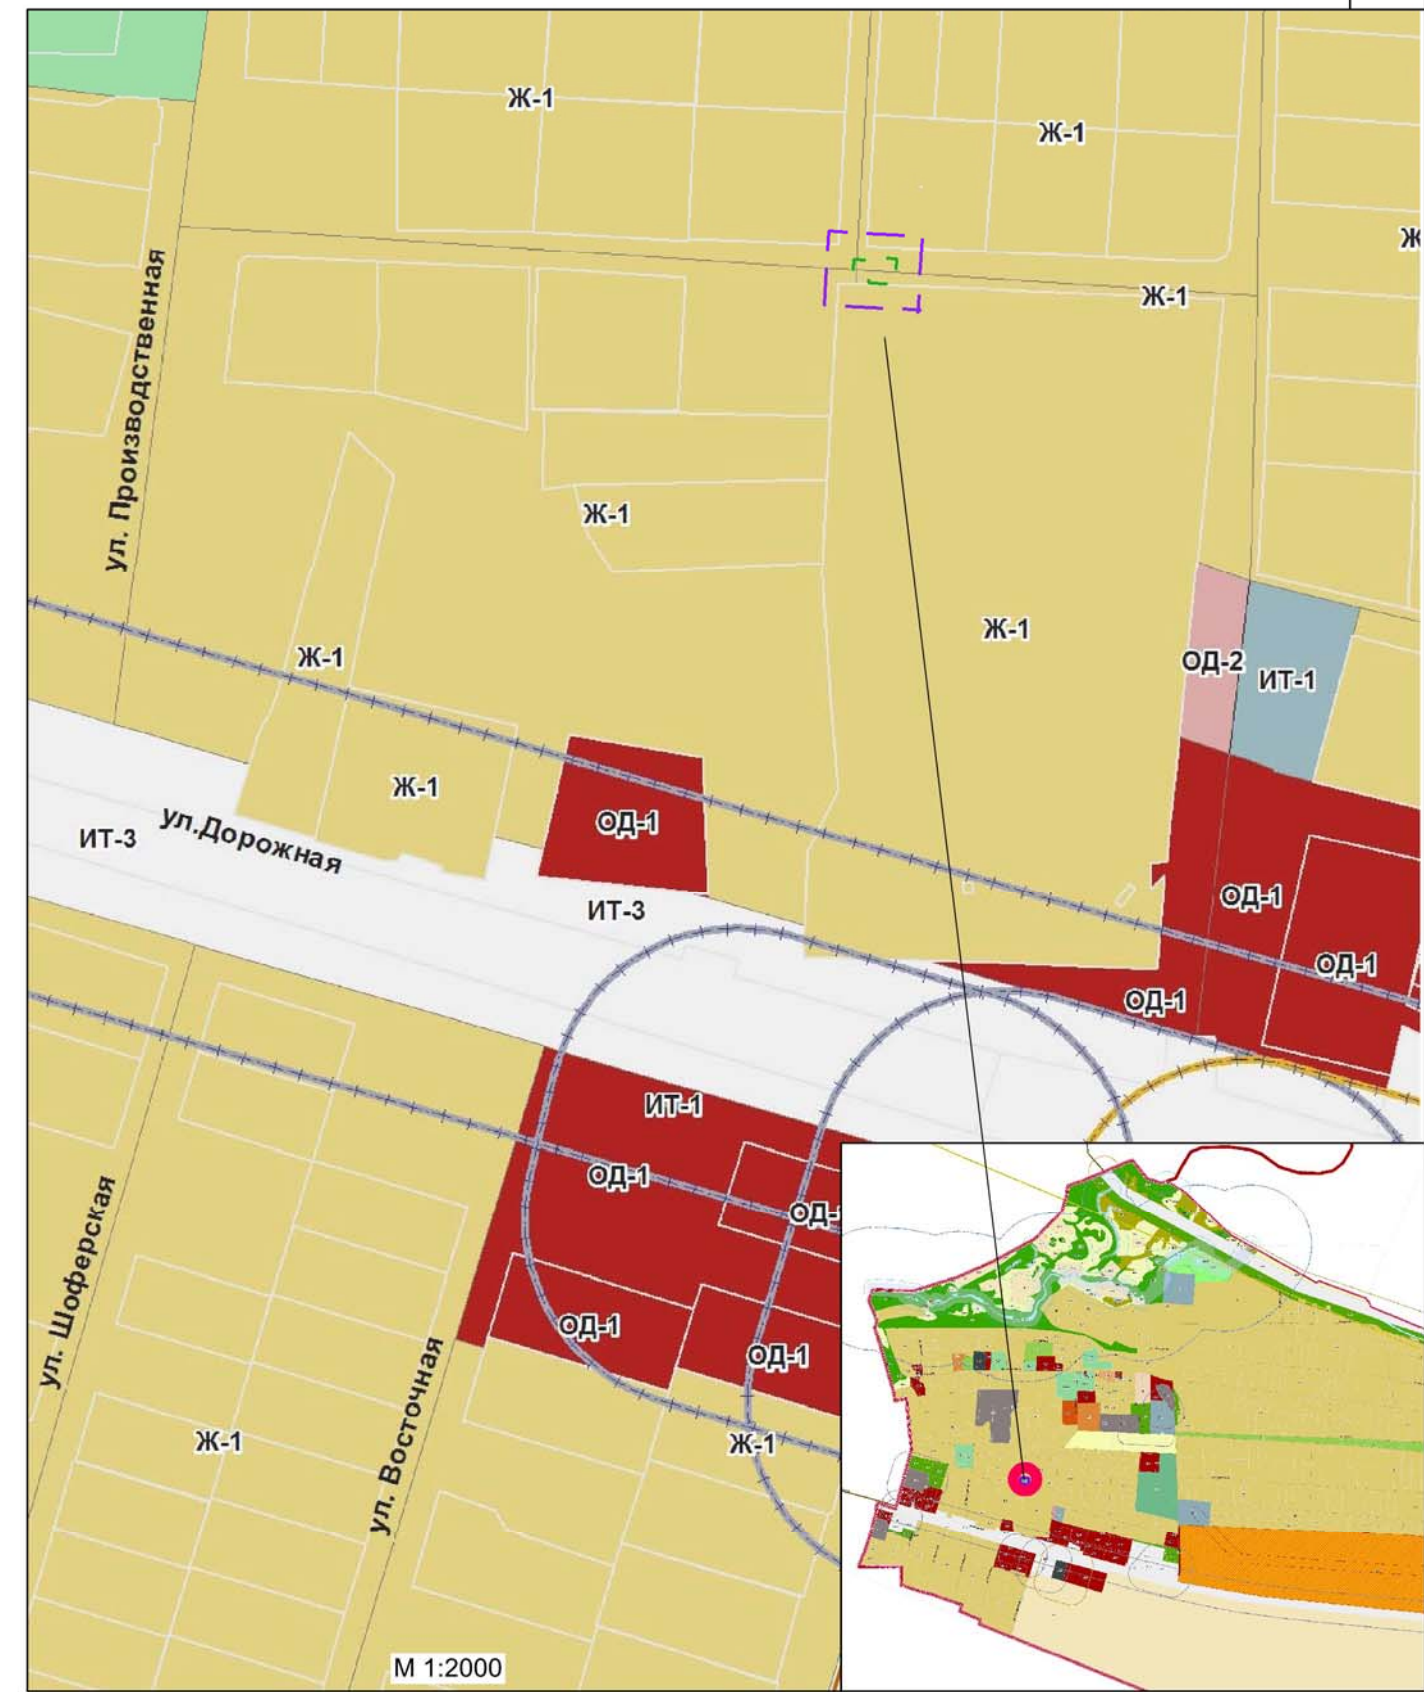 Ж-1
Ж-1
Ж
Ж-1
ул. Производственная
Ж-1
Ж-1
Ж-1
ОД-2
ИТ-1
Ж-1
ОД-1
ул.Дорожная
ИТ-3
ИТ-3
ОД-1
ОД-1
ОД-1
ИТ-1
ОД-1
ОД-
ул. Шоферская
ОД-1
ОД-1
ул. Восточная
Ж-1
Ж-1
М 1:2000